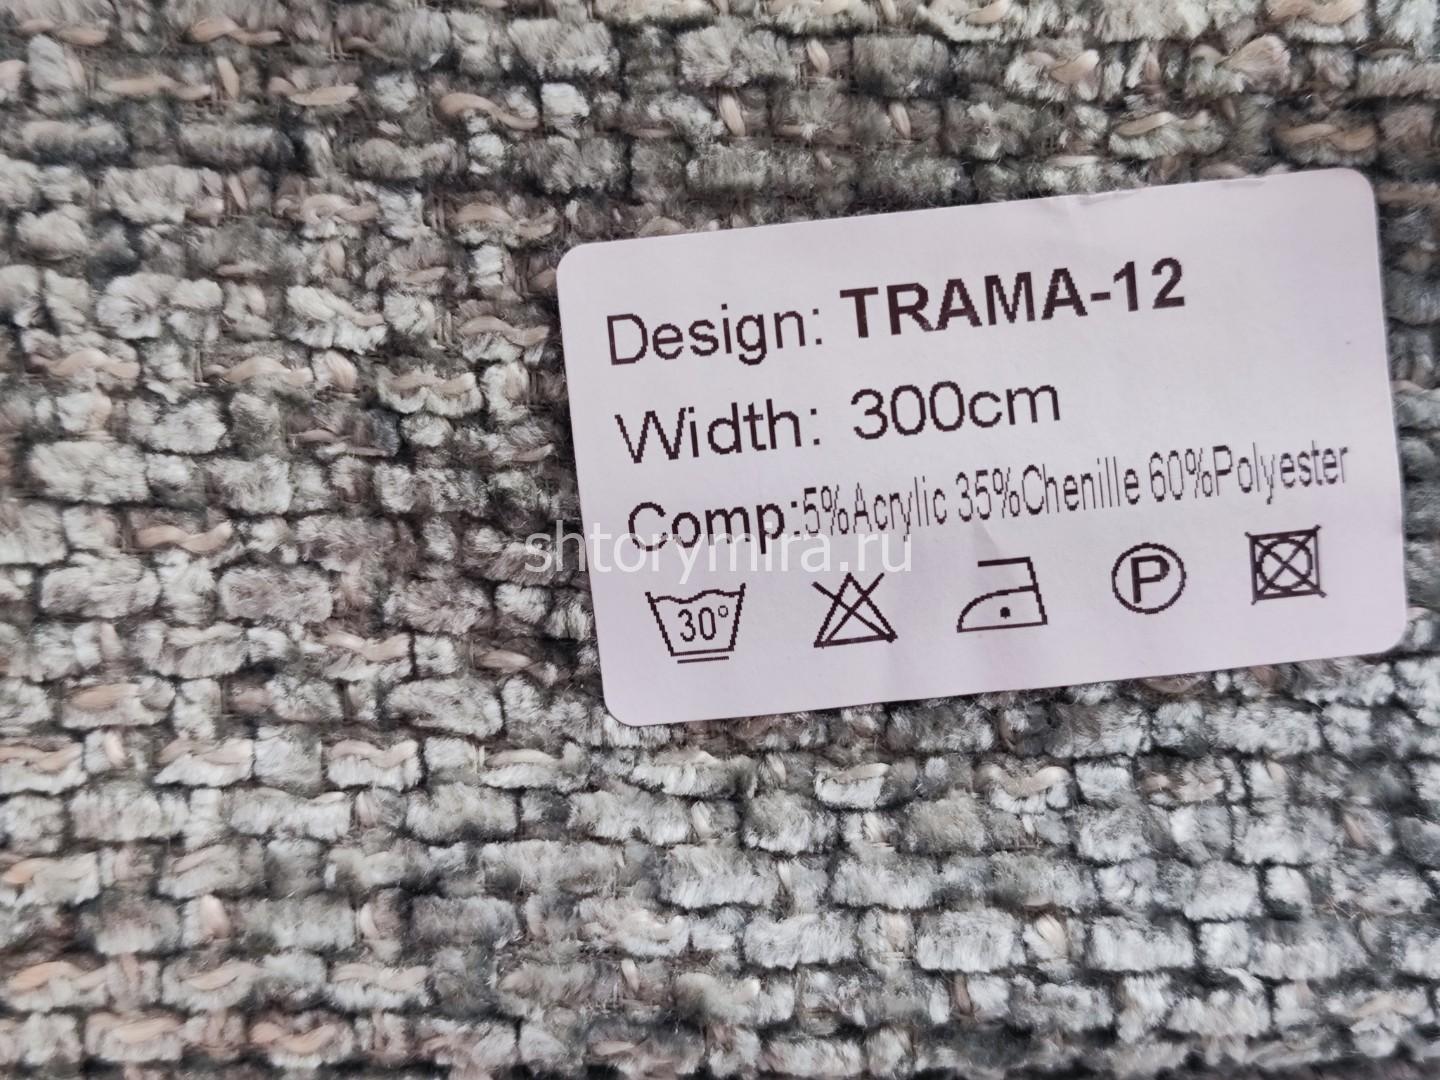 Design: TRAMA-12
Width: 300cm
Comp:5%Acrylic 35%Chenille 60%Polyester
shtorymira.ru
30° P